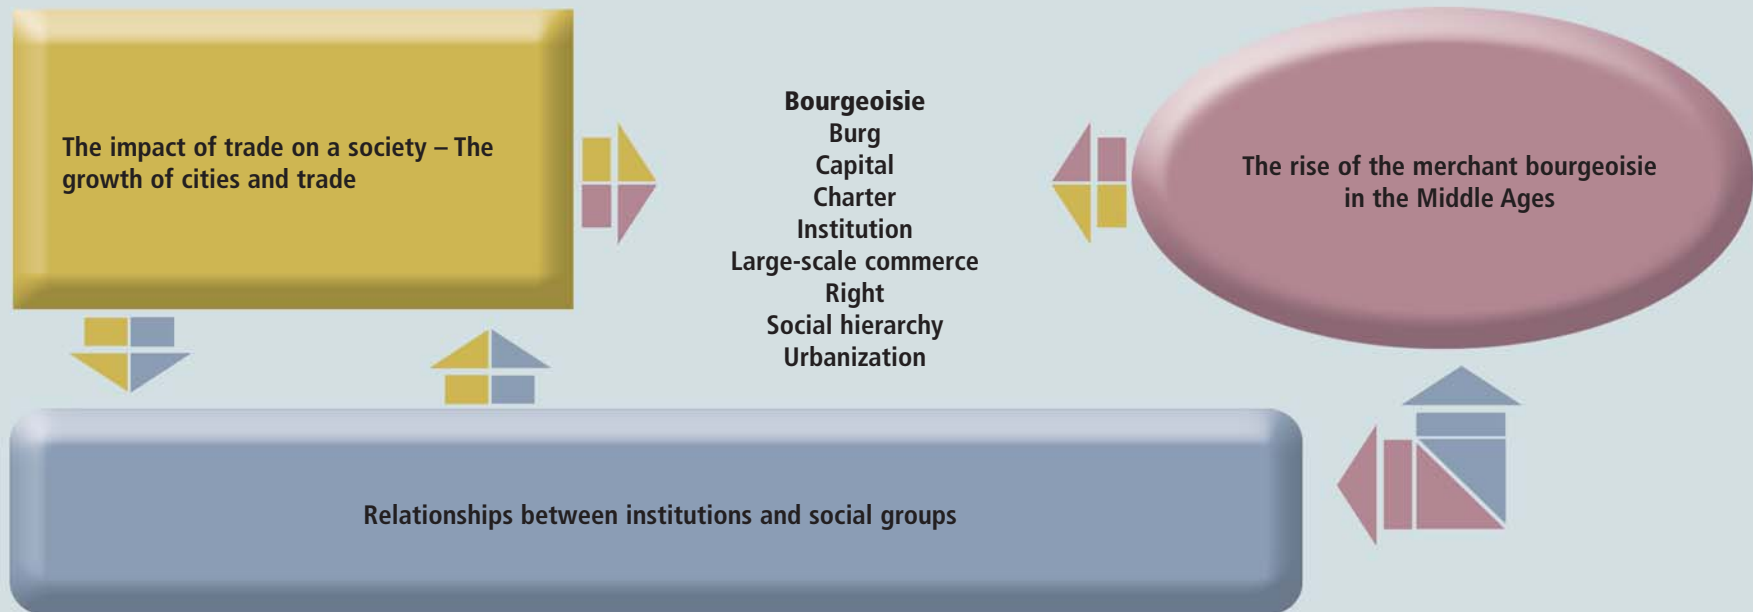 The impact of trade on a society – The
growth of cities and trade
Bourgeoisie
Burg
Capital
Charter
Institution
Large-scale commerce
Right
Social hierarchy
Urbanization
The rise of the merchant bourgeoisie
in the Middle Ages
Relationships between institutions and social groups